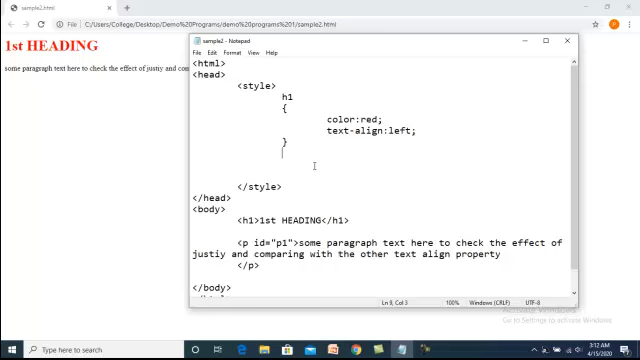 sample2.html
File | C:/Users/College/Desktop/Demo%20Programs/demo%20programs%201/sample2.html
1st HEADING
some paragraph text here to check the effect of justiy and
sample2 - Notepad
File Edit Format View Help
<html>
<head>
<style>
h1
{
color:red;
text-align:left;
}
</style>
</head>
<body>
<h1>1st HEADING</h1>
<p id="p1">some paragraph text here to check the effect of
justiy and comparing with the other text align property
</p>
</body>
Ln 9, Col 3 100% Windows (CRLF) UTF-8
Activate Windows
Go to Settings to activate Windows.
Type here to search
3:12 AM
4/15/2020